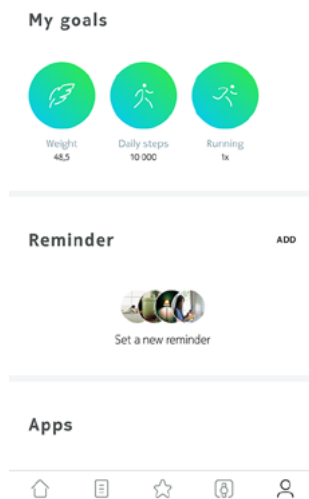 My goals
Weight Daily steps Running
48,5 10 000 1x
Reminder ADD
Set a new reminder
Apps